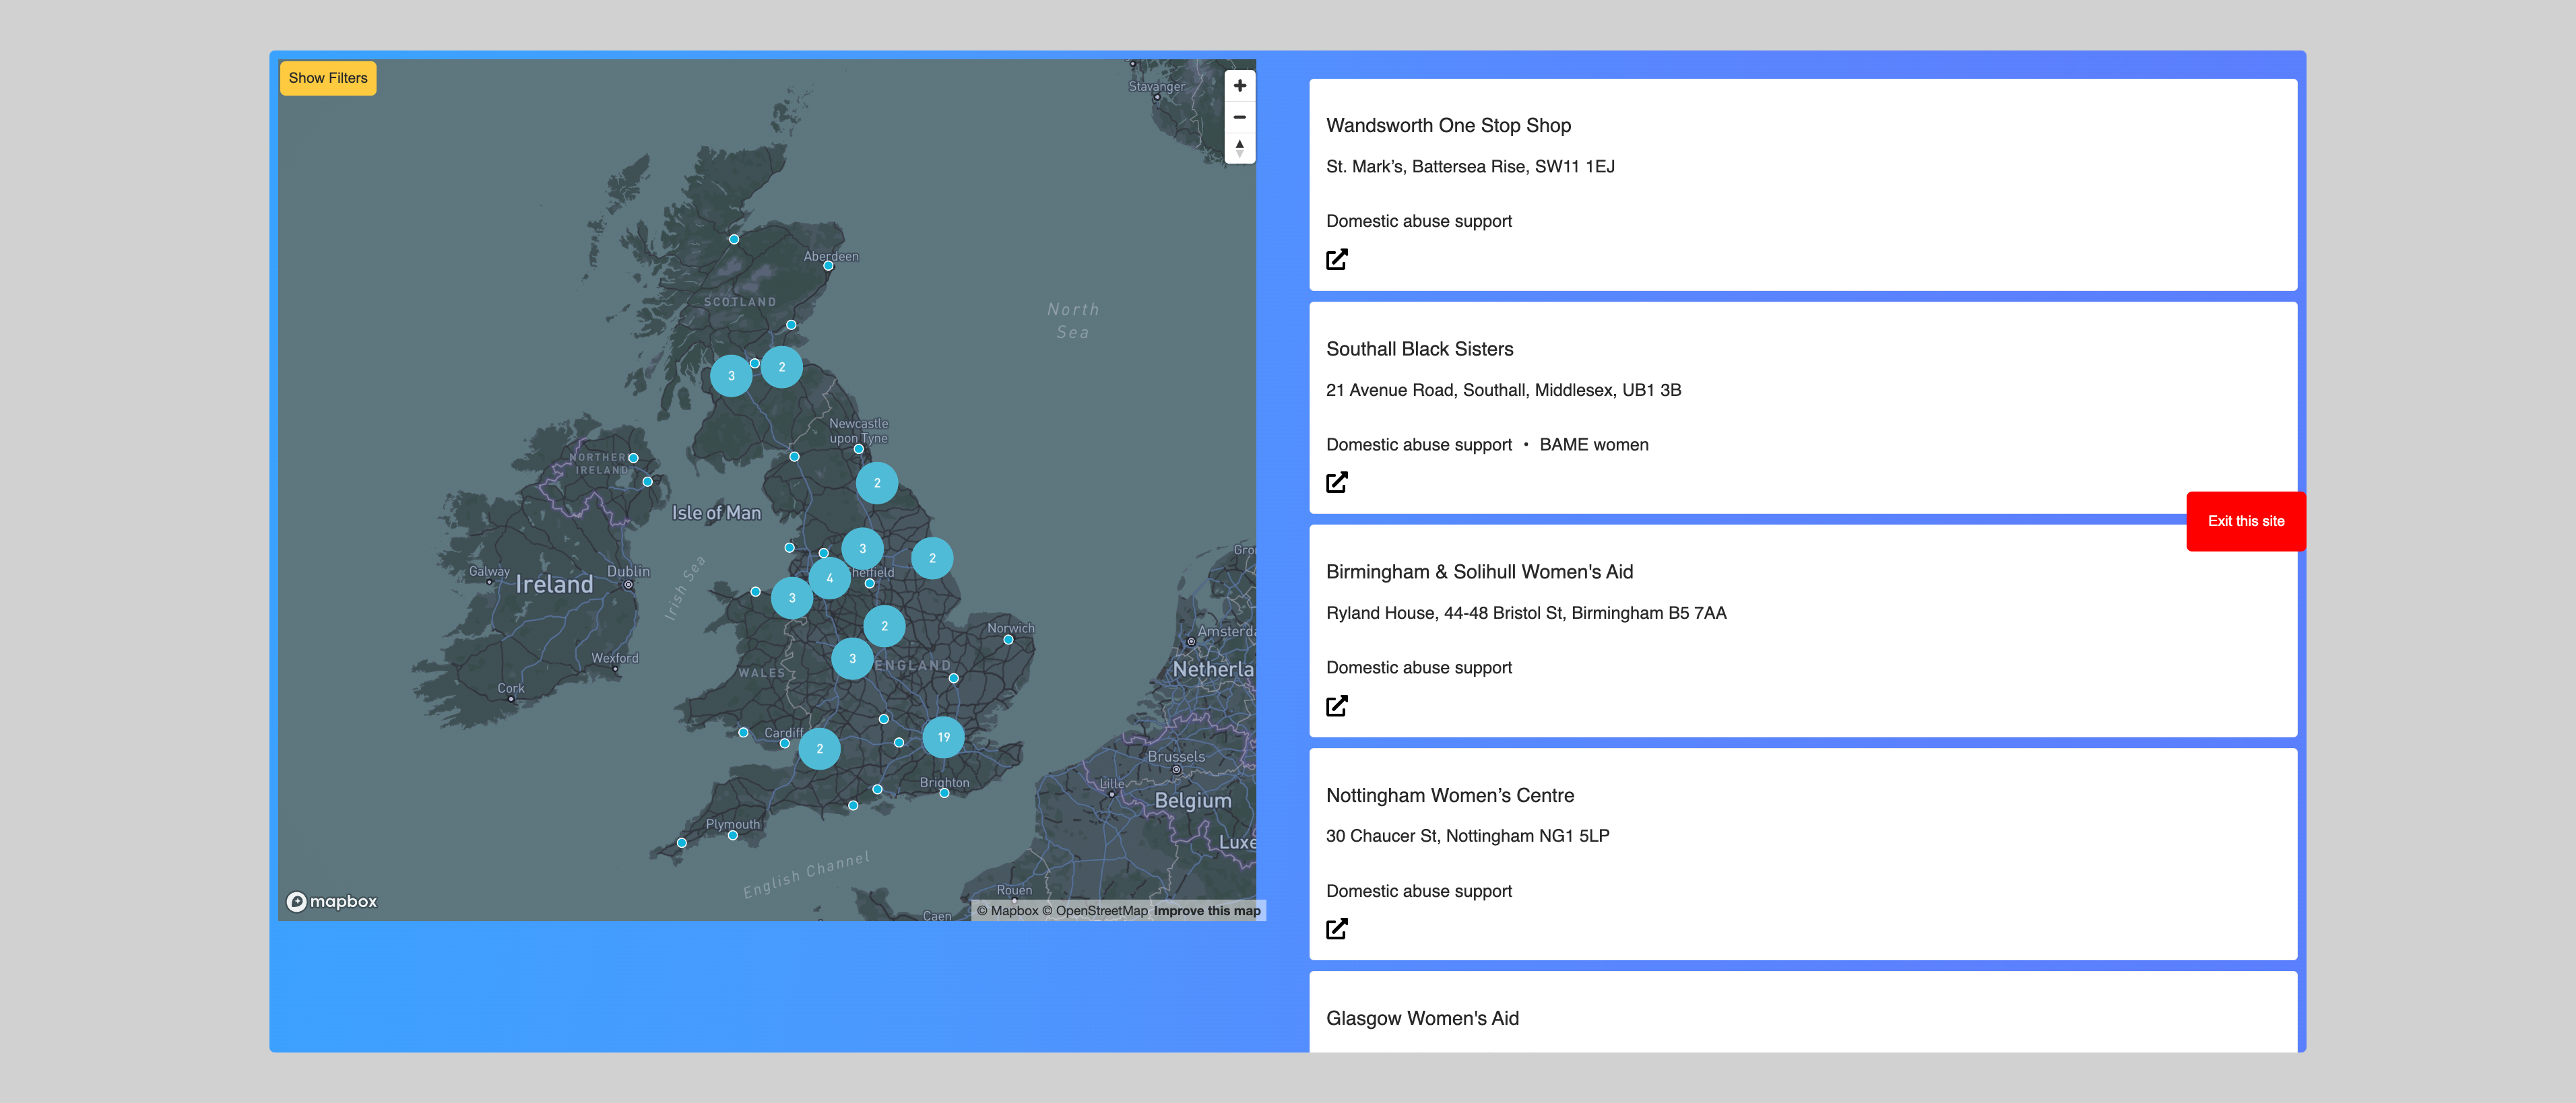 Show Filters
Stavanger
Aberdeen
SCOTLAND
North
Sea
3
2
Newcastle
upon Tyne
NORTHERN
IRELAND
2
Isle of Man
3
2
Galway
Ireland
Dublin
Irish Sea
4
3
2
Norwich
Amsterda
Netherla
Wexford
3
ENGLAND
WALES
Cork
Cardiff
2
19
Brussels
Brighton
Lille
Belgium
Plymouth
Luxe
English Channel
Rouen
Caen
mapbox
© Mapbox © OpenStreetMap Improve this map
Wandsworth One Stop Shop
St. Mark’s, Battersea Rise, SW11 1EJ
Domestic abuse support
Southall Black Sisters
21 Avenue Road, Southall, Middlesex, UB1 3B
Domestic abuse support • BAME women
Exit this site
Birmingham & Solihull Women's Aid
Ryland House, 44-48 Bristol St, Birmingham B5 7AA
Domestic abuse support
Nottingham Women’s Centre
30 Chaucer St, Nottingham NG1 5LP
Domestic abuse support
Glasgow Women's Aid